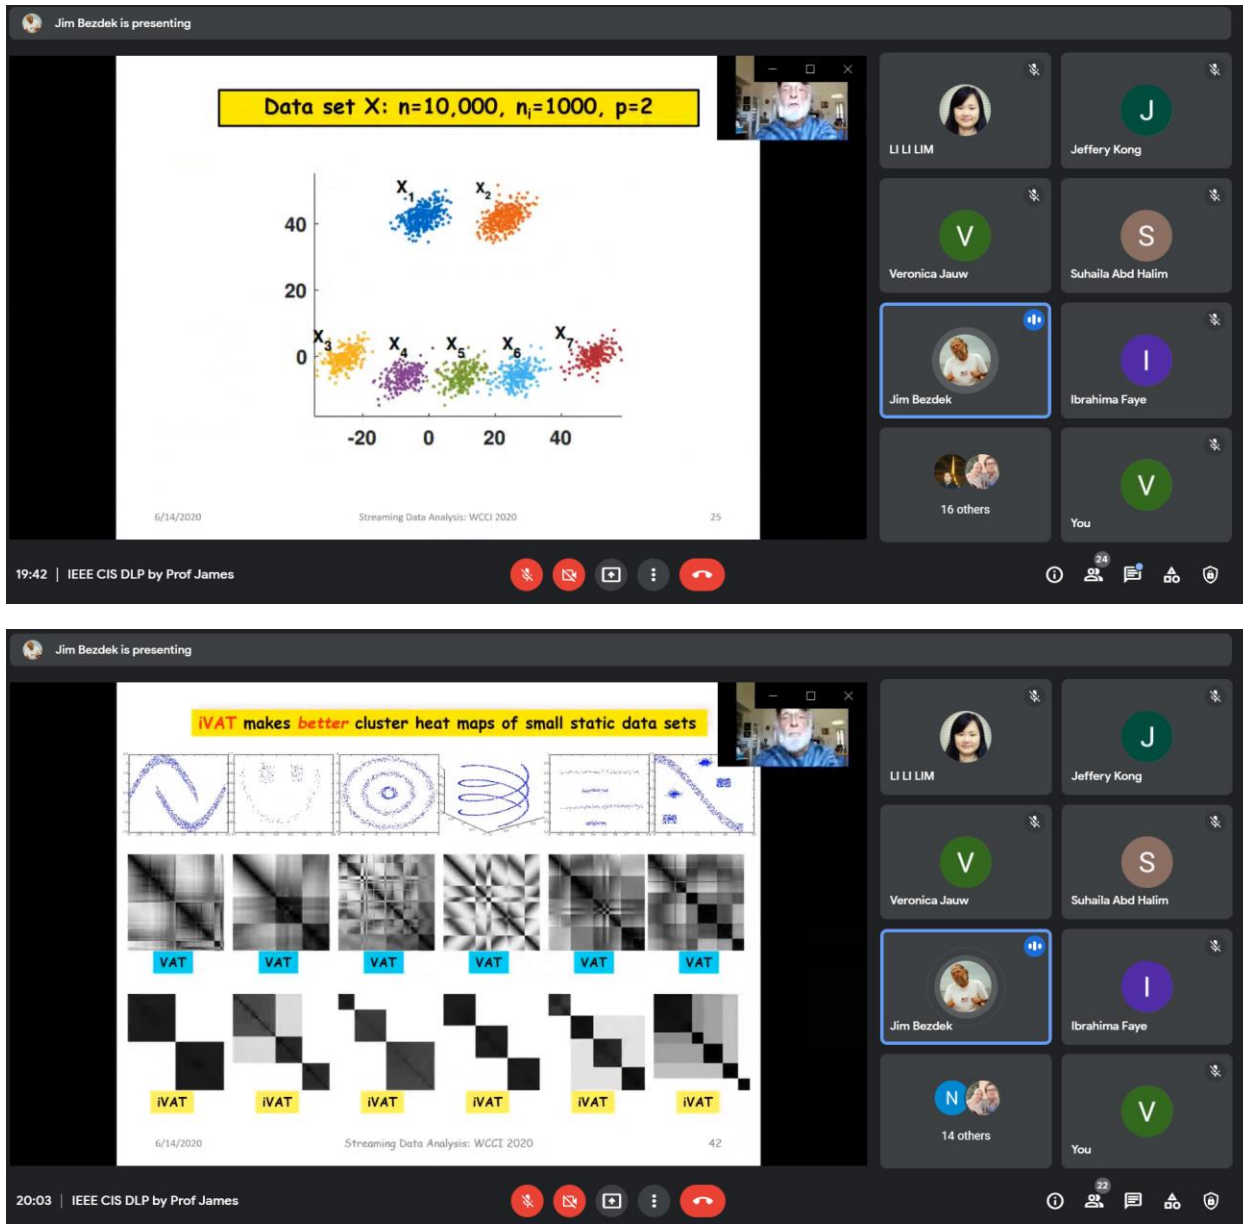 Jim Bezdek is presenting
Data set X: n=10,000, nᵢ=1000, p=2
X₁
X₂
40
20
X₃
X₄
X₅
X₆
X₇
0
-20
0
20
40
6/14/2020
Streaming Data Analysis: WCCI 2020
25
LI LI LIM
J
Jeffery Kong
V
Veronica Jauw
S
Suhaila Abd Halim
Jim Bezdek
I
Ibrahima Faye
16 others
V
You
19:42 | IEEE CIS DLP by Prof James
24
Jim Bezdek is presenting
iVAT makes better cluster heat maps of small static data sets
VAT
VAT
VAT
VAT
VAT
VAT
iVAT
iVAT
iVAT
iVAT
iVAT
iVAT
6/14/2020
Streaming Data Analysis: WCCI 2020
42
LI LI LIM
J
Jeffery Kong
V
Veronica Jauw
S
Suhaila Abd Halim
Jim Bezdek
I
Ibrahima Faye
N
14 others
V
You
20:03 | IEEE CIS DLP by Prof James
22